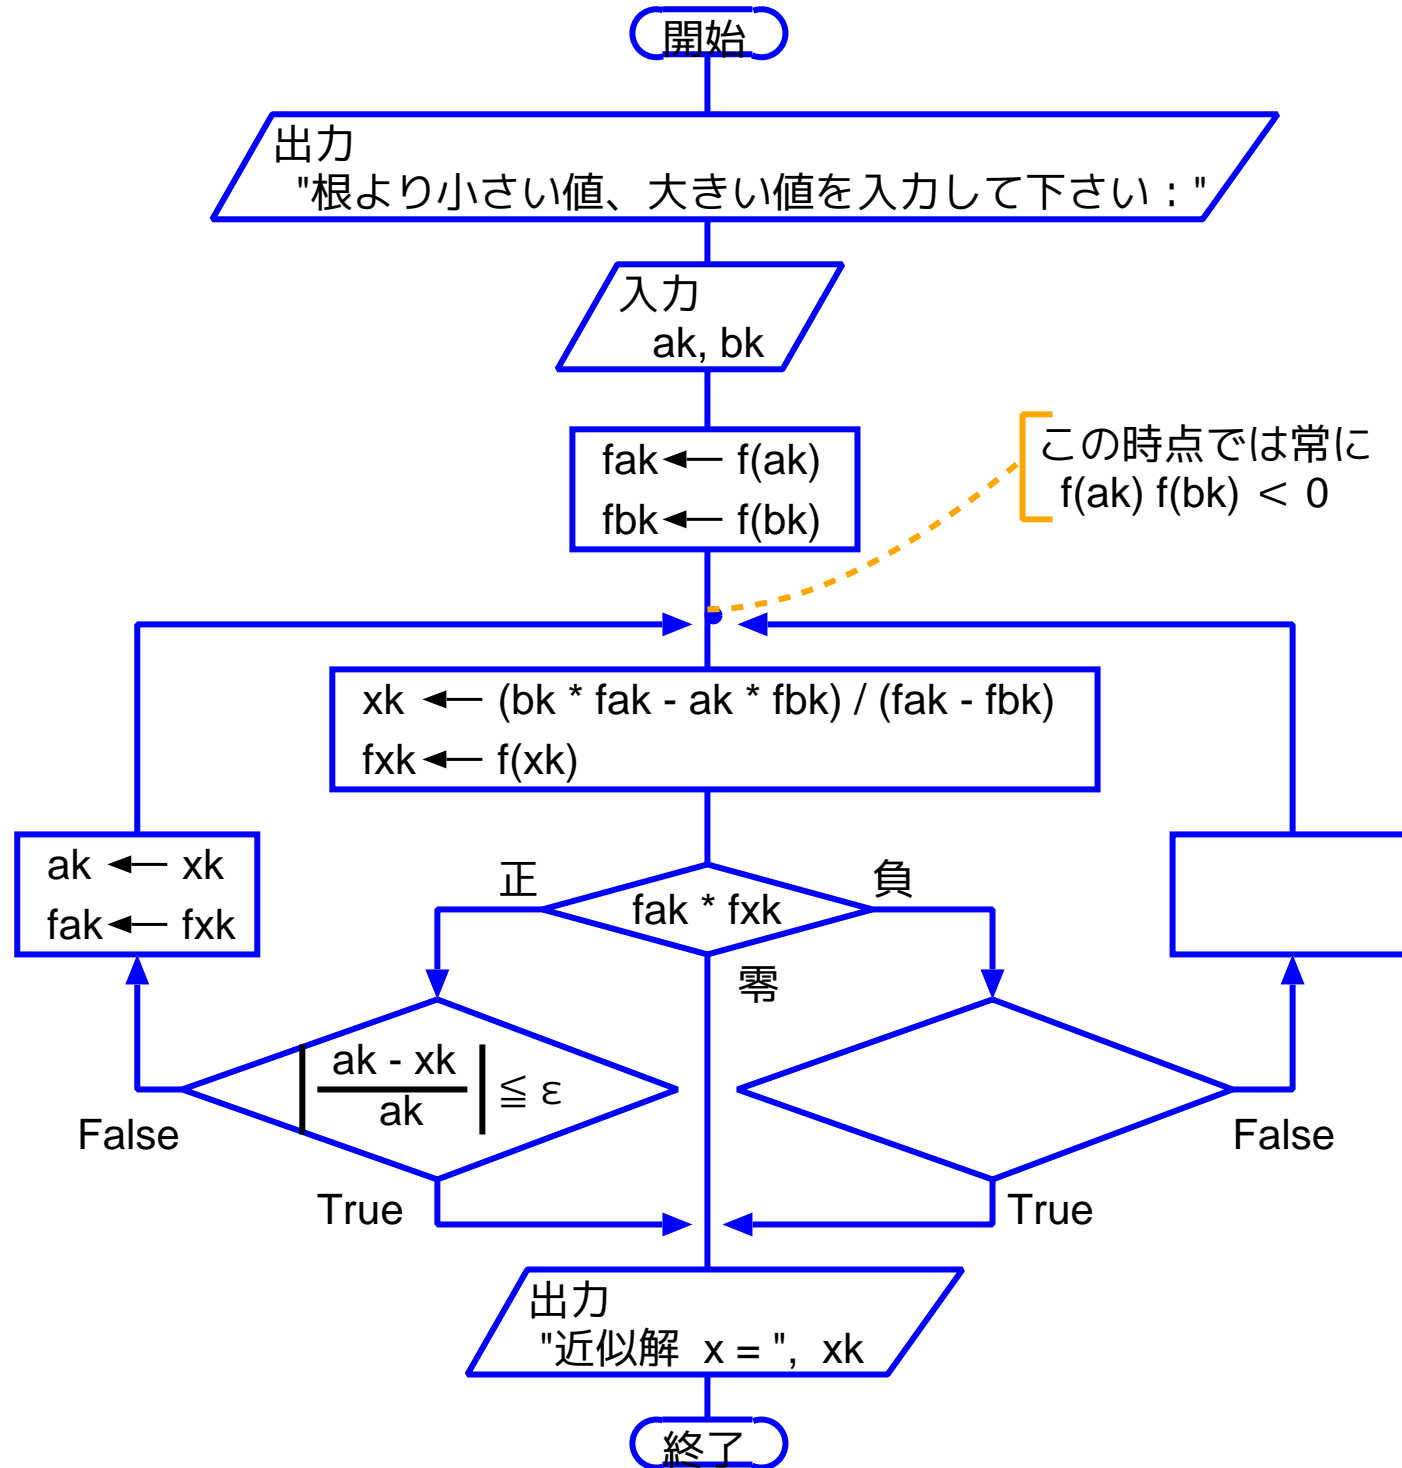 開始
出力
"根より小さい値、大きい値を入力して下さい : "
入力
ak, bk
fak ← f(ak)
fbk ← f(bk)
この時点では常に
f(ak) f(bk) < 0
xk ← (bk * fak - ak * fbk) / (fak - fbk)
fxk ← f(xk)
ak ← xk
fak ← fxk
正
fak * fxk
負
零
| ak - xk
ak | ≦ ε
False
False
True
True
出力
"近似解 x = ", xk
終了